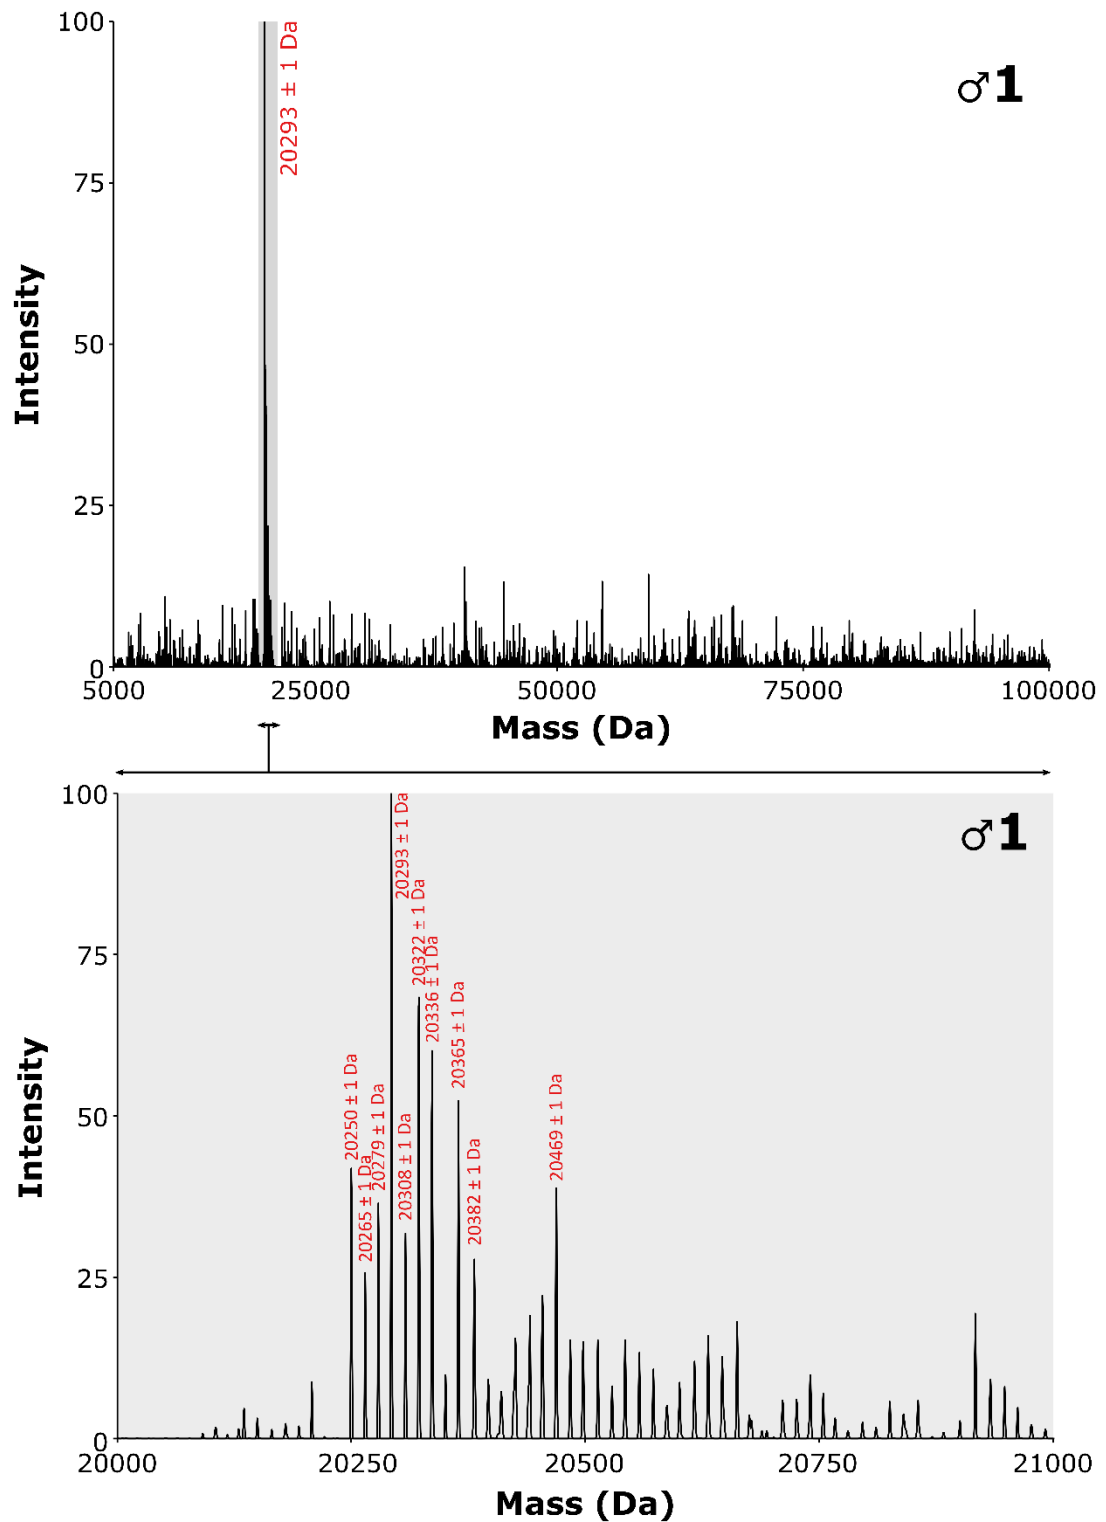 100
75
50
25
0
Intensity
20293 ± 1 Da
♂1
5000
25000
50000
75000
100000
Mass (Da)
100
75
50
25
0
Intensity
♂1
20250 ± 1 Da
20265 ± 1 Da
20279 ± 1 Da
20293 ± 1 Da
20308 ± 1 Da
20322 ± 1 Da
20336 ± 1 Da
20365 ± 1 Da
20382 ± 1 Da
20469 ± 1 Da
20000
20250
20500
20750
21000
Mass (Da)